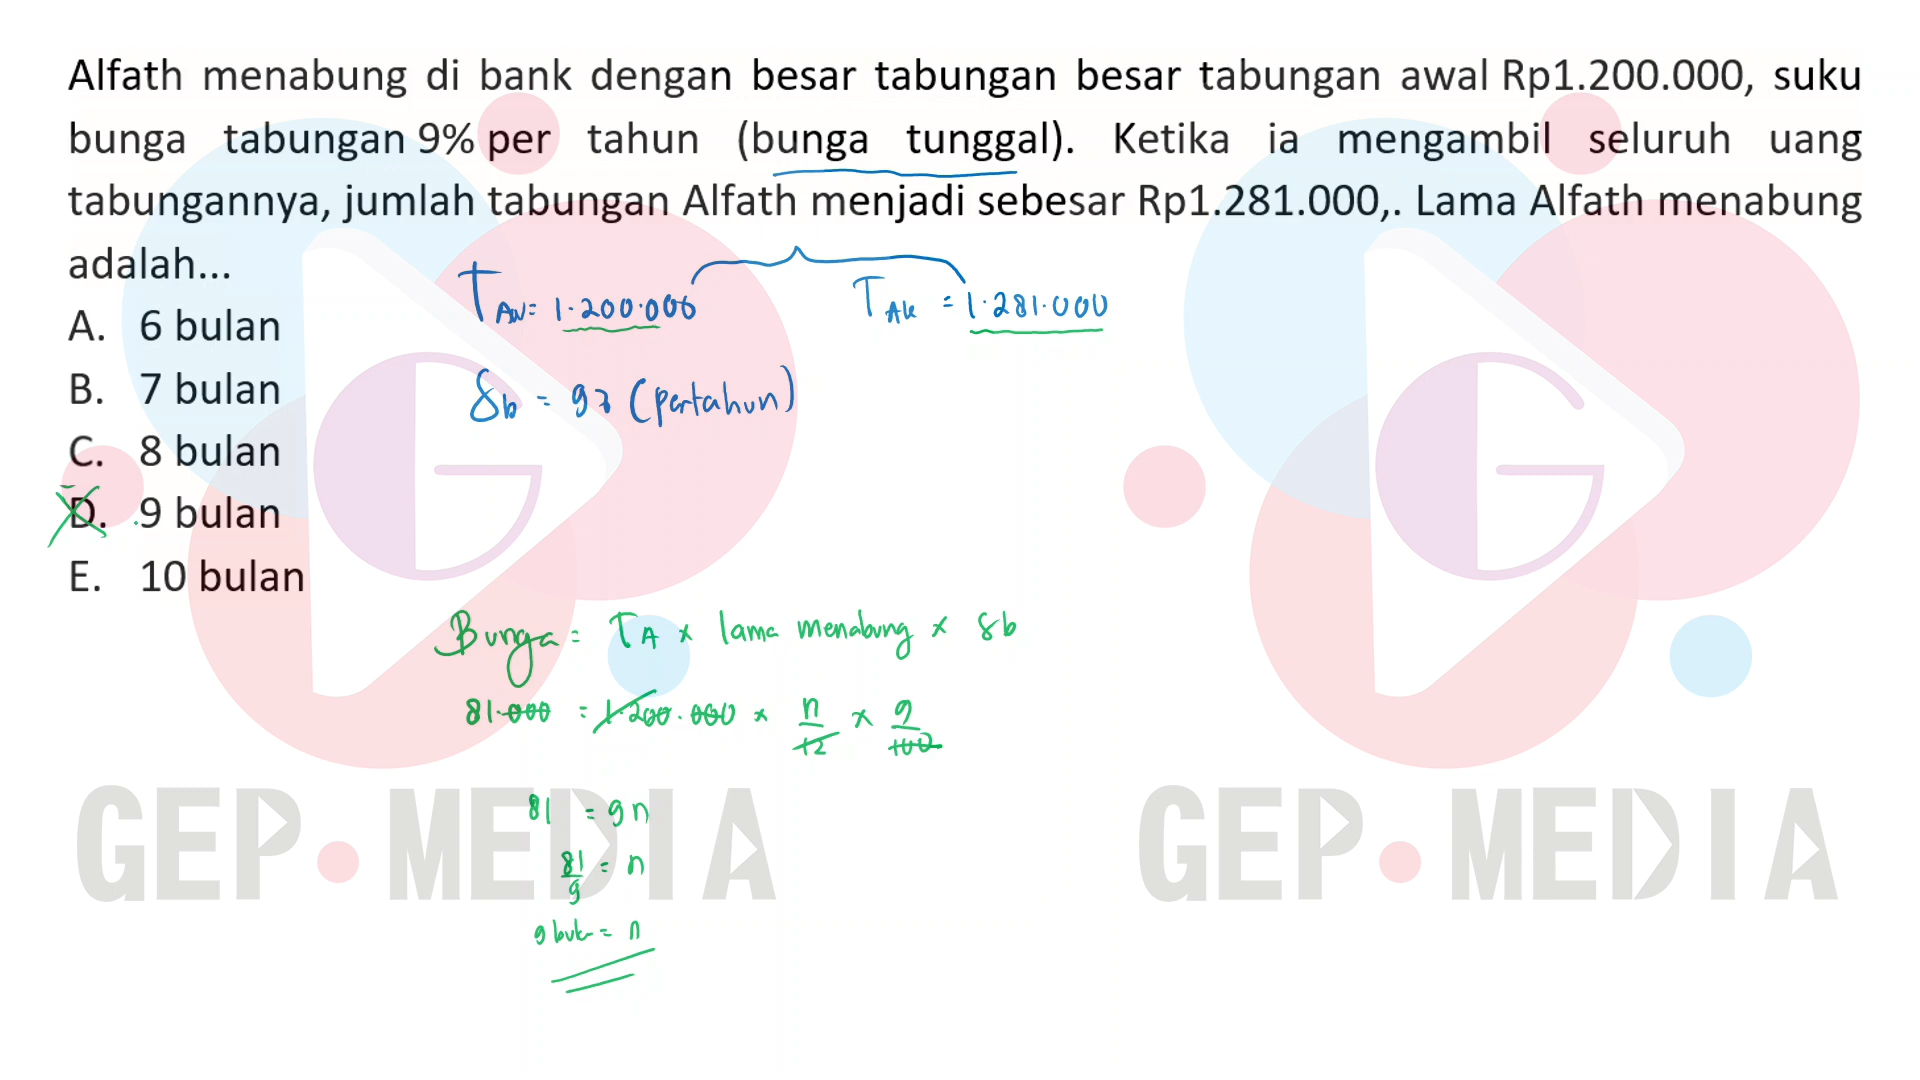 Alfath menabung di bank dengan besar tabungan besar tabungan awal Rp1.200.000, suku
bunga tabungan 9% per tahun (bunga tunggal). Ketika ia mengambil seluruh uang
tabungannya, jumlah tabungan Alfath menjadi sebesar Rp1.281.000,. Lama Alfath menabung
adalah...
TAw= 1.200.000 TAk = 1.281.000
A. 6 bulan
B. 7 bulan
Sb = 9% (pertahun)
C. 8 bulan
D. 9 bulan
E. 10 bulan
Bunga = TA x lama menabung x Sb
81.000 = 1.200.000 x n/12 x 9/100
81 = 9n
81/9 = n
9 bul = n
GEP•MEDIA GEP•MEDIA